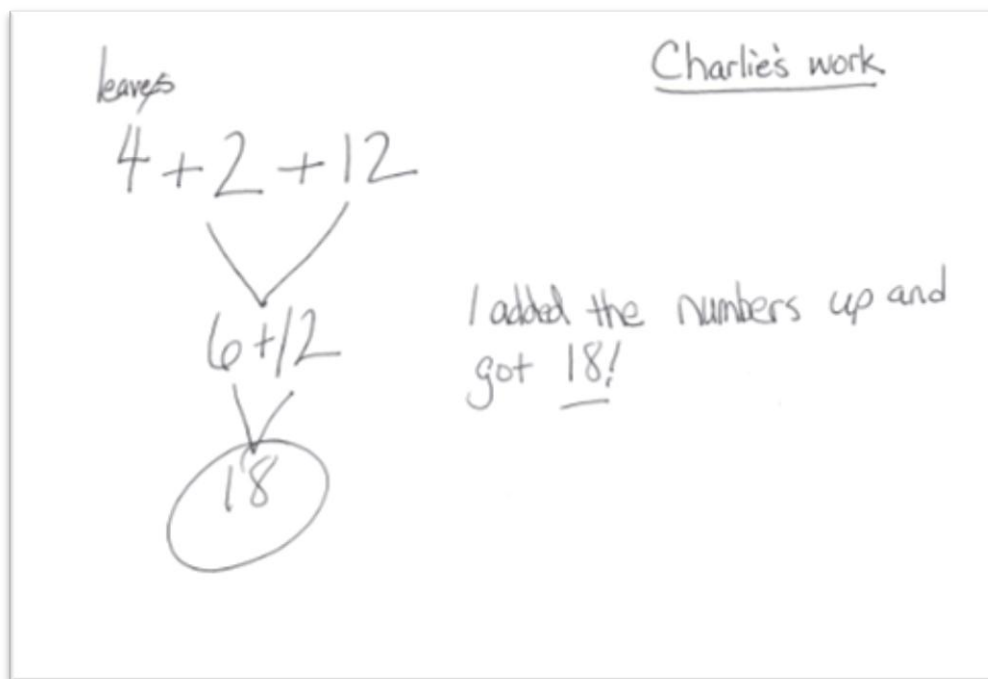 leaves
Charlie's work
4+2+12
6+12
18
I added the numbers up and
got 18!